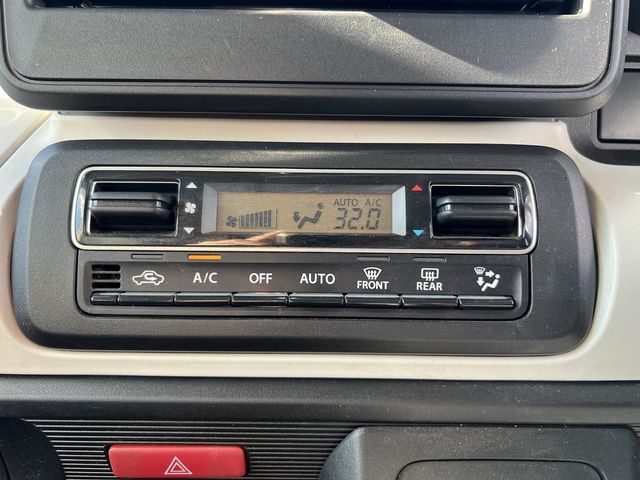 AUTO A/C
32.0
A/C OFF AUTO FRONT REAR